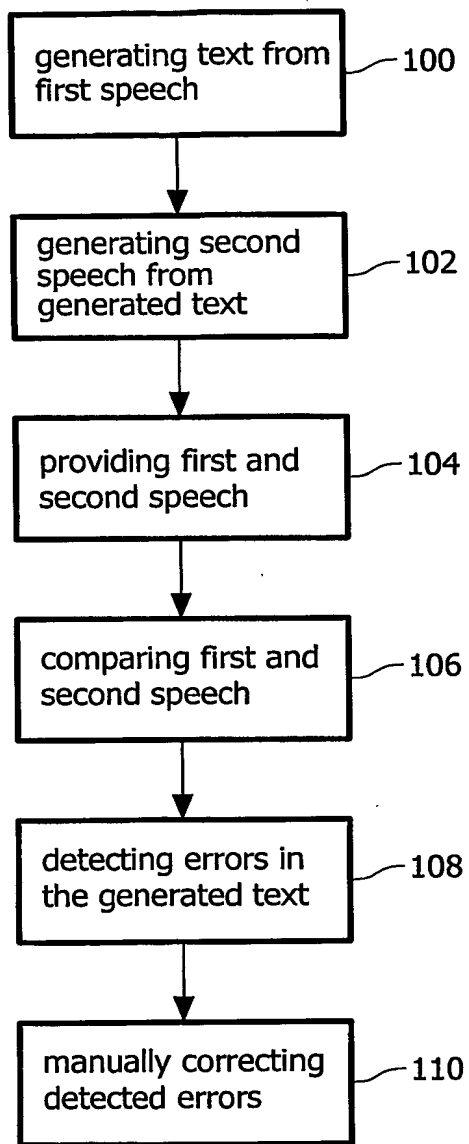 generating text from
first speech
100
generating second
speech from
generated text
102
providing first and
second speech
104
comparing first and
second speech
106
detecting errors in
the generated text
108
manually correcting
detected errors
110